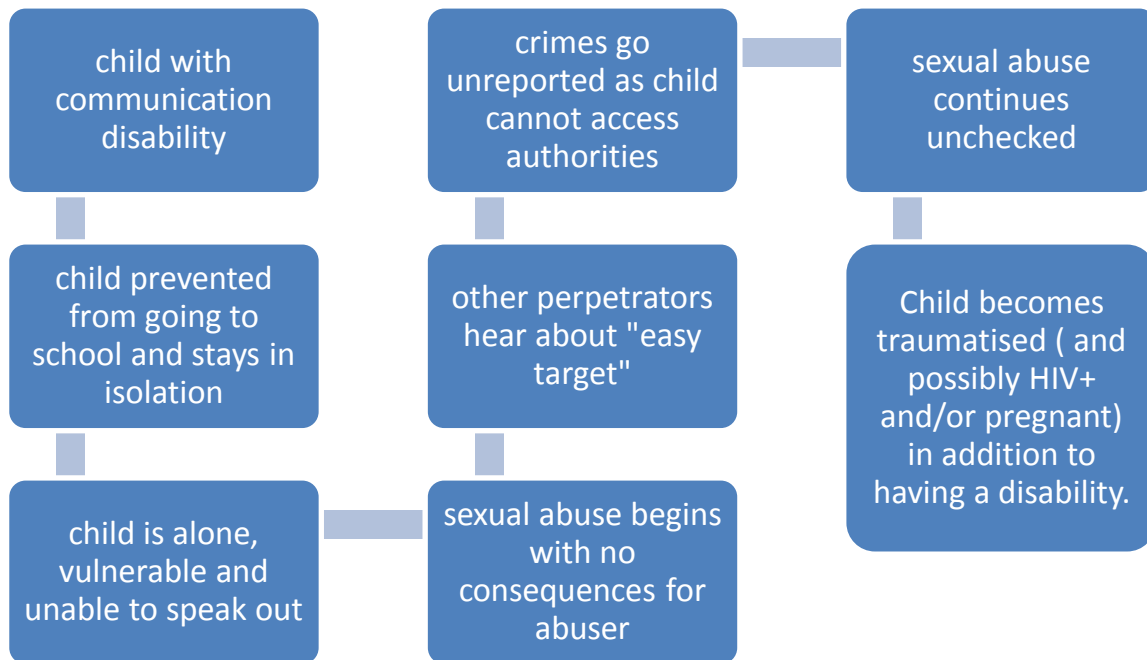 child with
communication
disability
child prevented
from going to
school and stays in
isolation
child is alone,
vulnerable and
unable to speak out
sexual abuse begins
with no
consequences for
abuser
other perpetrators
hear about "easy
target"
crimes go
unreported as child
cannot access
authorities
sexual abuse
continues
unchecked
Child becomes
traumatised ( and
possibly HIV+
and/or pregnant)
in addition to
having a disability.